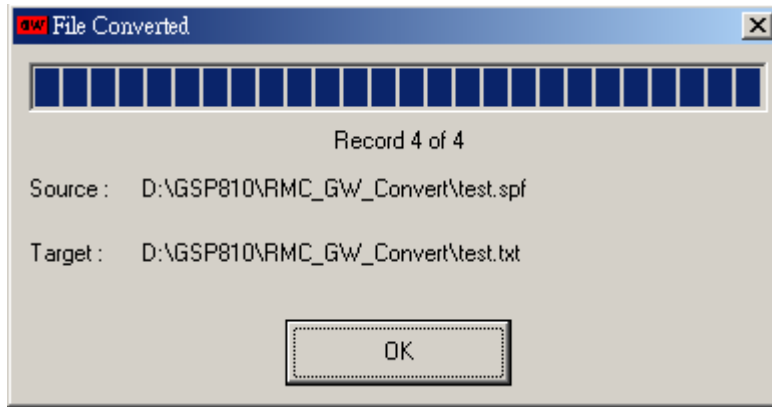 GW File Converted
Record 4 of 4
Source : D:\GSP810\RMC_GW_Convert\test.spf
Target : D:\GSP810\RMC_GW_Convert\test.txt
OK